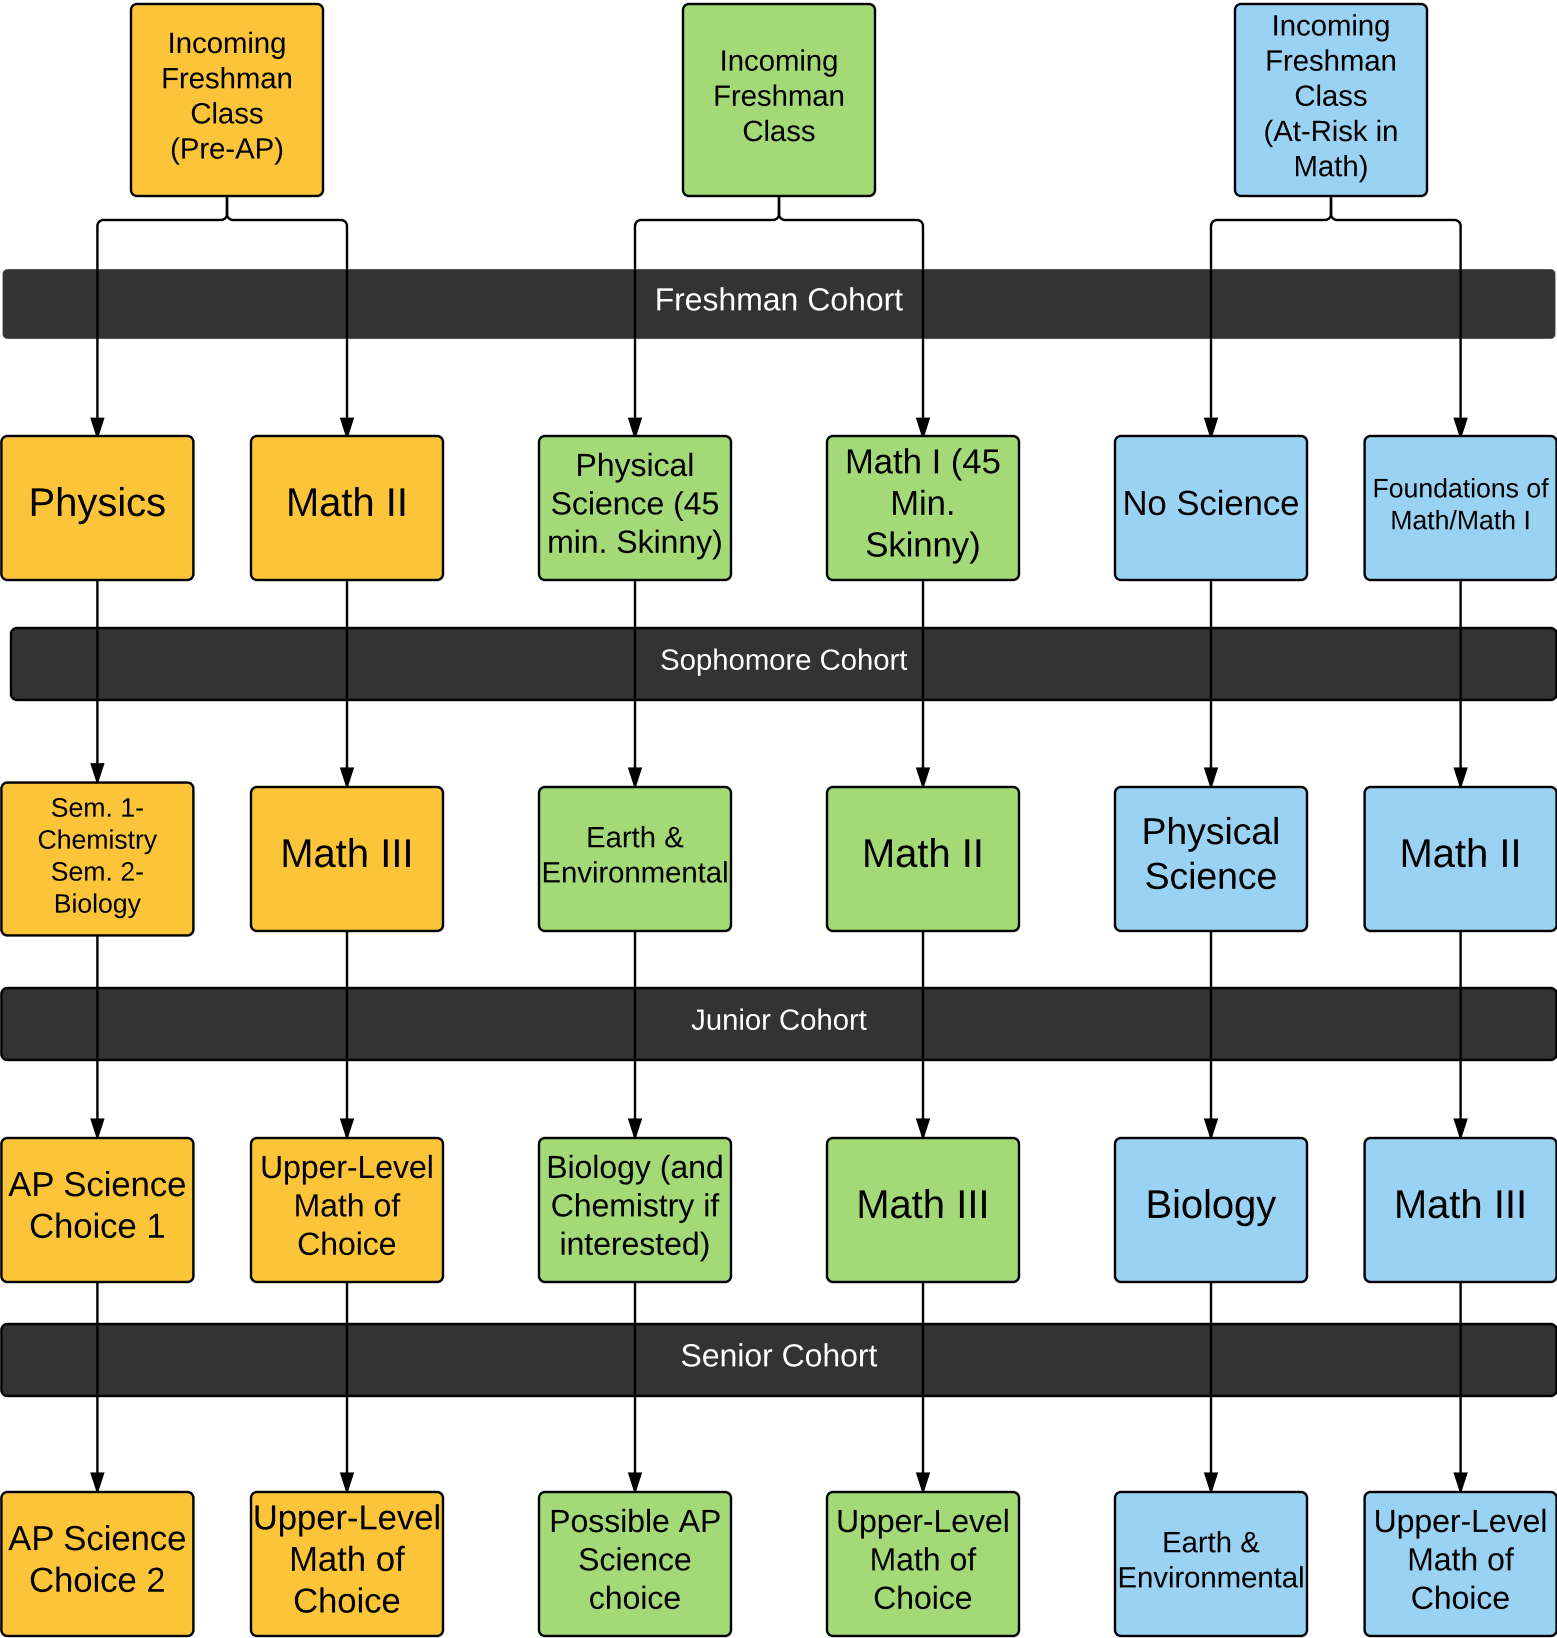 Incoming
Freshman
Class
(Pre-AP)
Incoming
Freshman
Class
Incoming
Freshman
Class
(At-Risk in
Math)
Freshman Cohort
Physics
Math II
Physical
Science (45
min. Skinny)
Math I (45
Min.
Skinny)
No Science
Foundations of
Math/Math I
Sophomore Cohort
Sem. 1-
Chemistry
Sem. 2-
Biology
Math III
Earth &
Environmental
Math II
Physical
Science
Math II
Junior Cohort
AP Science
Choice 1
Upper-Level
Math of
Choice
Biology (and
Chemistry if
interested)
Math III
Biology
Math III
Senior Cohort
AP Science
Choice 2
Upper-Level
Math of
Choice
Possible AP
Science
choice
Upper-Level
Math of
Choice
Earth &
Environmental
Upper-Level
Math of
Choice